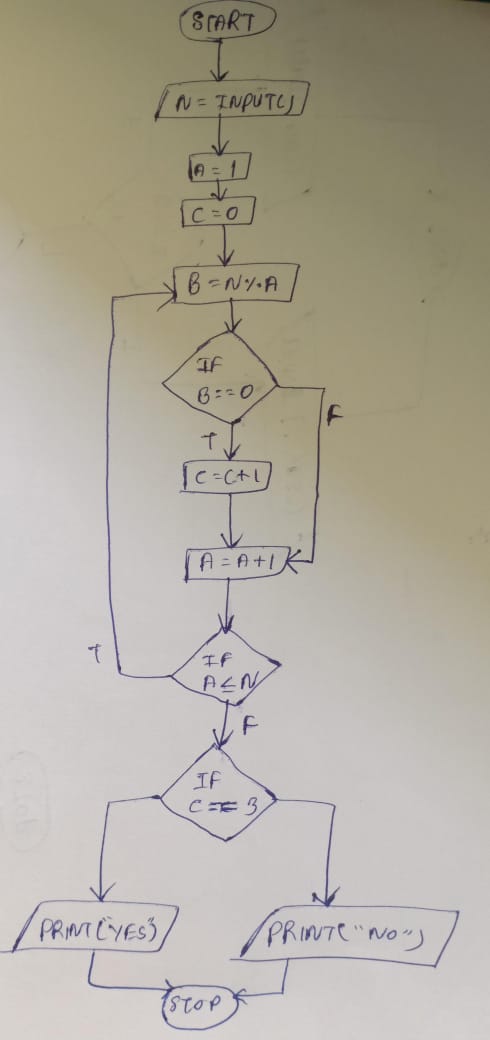 START
N = INPUT()
A = 1
C = 0
B = N % A
IF
B == 0
F
T
C = C+1
A = A+1
T
IF
A ≤ N
F
IF
C == 3
PRINT("YES")
PRINT("NO")
STOP